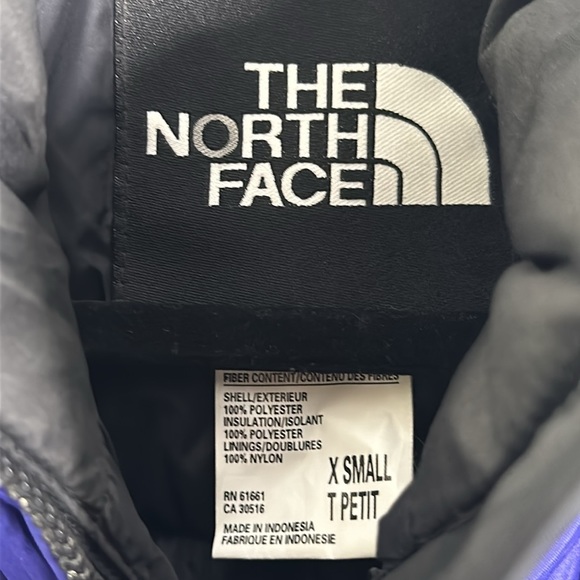 THE
NORTH
FACE
FIBER CONTENT/CONTENU DES FIBRES
SHELL/EXTERIEUR
100% POLYESTER
INSULATION/ISOLANT
100% POLYESTER
LININGS/DOUBLURES
100% NYLON
X SMALL
T PETIT
RN 61661
CA 30516
MADE IN INDONESIA
FABRIQUE EN INDONESIE